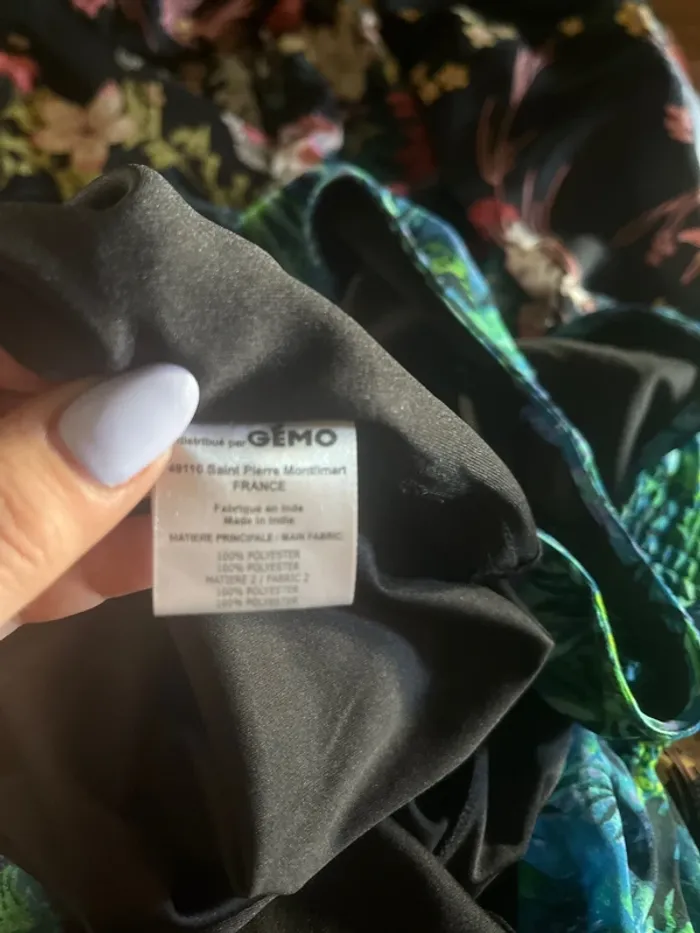 distribué par GÉMO
49110 Saint Pierre Montlimart
FRANCE
Fabriqué en Inde
Made in India
MATIERE PRINCIPALE / MAIN FABRIC
100% POLYESTER
100% POLYESTER
MATIERE 2 / FABRIC 2
100% POLYESTER
100% POLYESTER